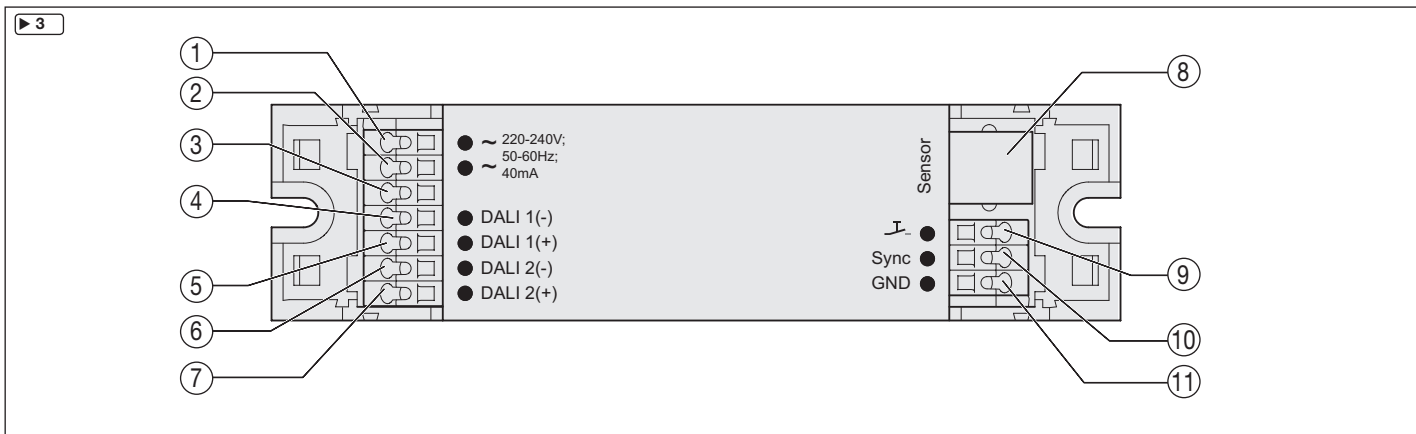 ▶ 3
1
2
3
4
5
6
7
~ 220-240V;
~ 50-60Hz;
40mA
DALI 1(-)
DALI 1(+)
DALI 2(-)
DALI 2(+)
Sensor
Sync
GND
8
9
10
11